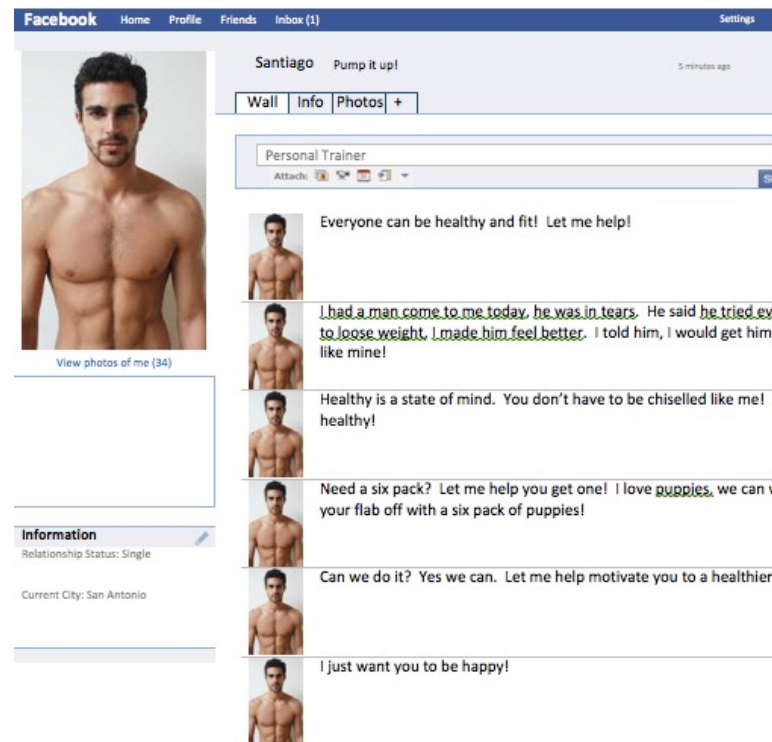 Facebook Home Profile Friends Inbox (1) Settings
Santiago Pump it up! 5 minutes ago
Wall Info Photos +
Personal Trainer
Attach:
View photos of me (34)
Information
Relationship Status: Single
Current City: San Antonio
Everyone can be healthy and fit! Let me help!
I had a man come to me today, he was in tears. He said he tried
to loose weight, I made him feel better. I told him, I would get him
like mine!
Healthy is a state of mind. You don't have to be chiselled like me!
healthy!
Need a six pack? Let me help you get one! I love puppies, we can
your flab off with a six pack of puppies!
Can we do it? Yes we can. Let me help motivate you to a healthier
I just want you to be happy!